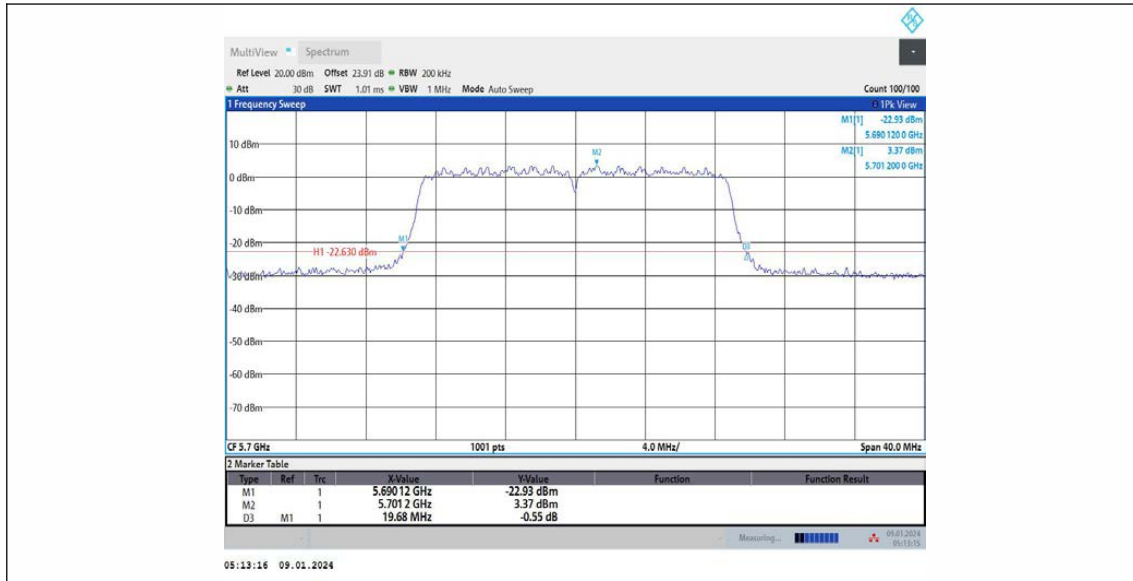 MultiView Spectrum
Ref Level 20.00 dBm Offset 23.91 dB RBW 200 kHz
Att 30 dB SWT 1.01 ms VBW 1 MHz Mode Auto Sweep Count 100/100
1 Frequency Sweep 1Pk View
M1[1] -22.93 dBm
5.690 120 0 GHz
M2[1] 3.37 dBm
5.701 200 0 GHz
10 dBm
M2
0 dBm
-10 dBm
-20 dBm
M1
D3
H1 -22.630 dBm
-30 dBm
-40 dBm
-50 dBm
-60 dBm
-70 dBm
CF 5.7 GHz 1001 pts 4.0 MHz/ Span 40.0 MHz
2 Marker Table
Type Ref Trc X-Value Y-Value Function Function Result
M1 1 5.690 12 GHz -22.93 dBm
M2 1 5.701 2 GHz 3.37 dBm
D3 M1 1 19.68 MHz -0.55 dB
Measuring... 09.01.2024
05:13:15
05:13:16 09.01.2024